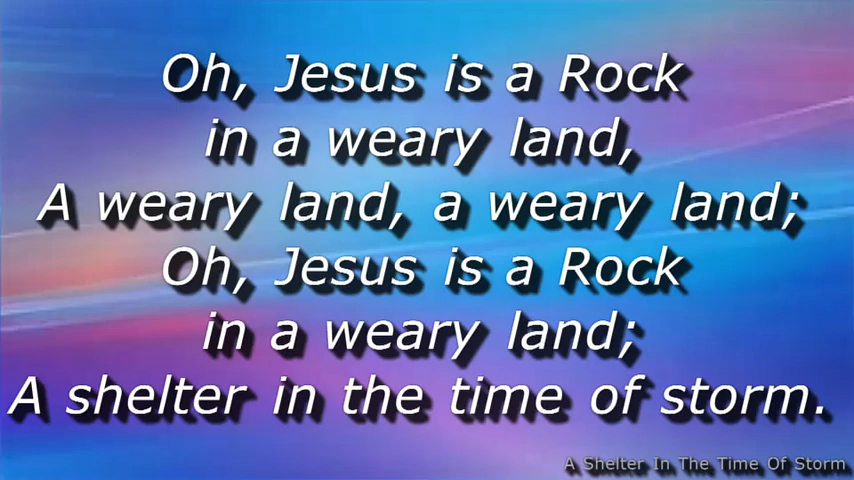 Oh, Jesus is a Rock
in a weary land,
A weary land, a weary land;
Oh, Jesus is a Rock
in a weary land;
A shelter in the time of storm.
A Shelter In The Time Of Storm